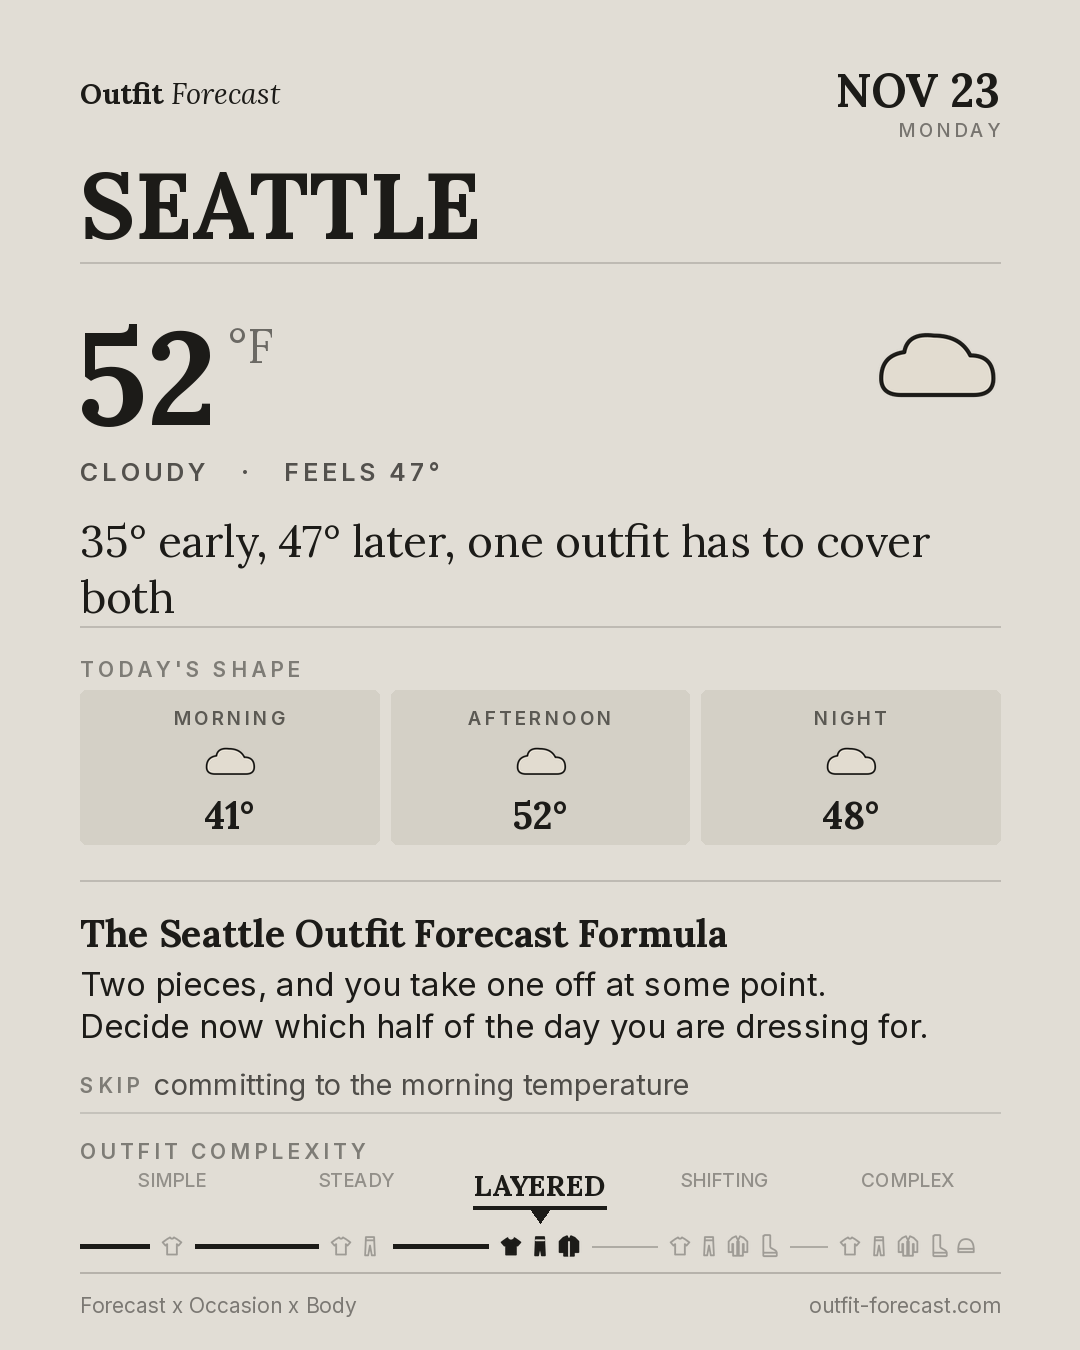 Outfit Forecast
NOV 23
MONDAY
SEATTLE
52 °F
CLOUDY · FEELS 47°
35° early, 47° later, one outfit has to cover
both
TODAY'S SHAPE
MORNING
41°
AFTERNOON
52°
NIGHT
48°
The Seattle Outfit Forecast Formula
Two pieces, and you take one off at some point.
Decide now which half of the day you are dressing for.
SKIP committing to the morning temperature
OUTFIT COMPLEXITY
SIMPLE STEADY LAYERED SHIFTING COMPLEX
Forecast x Occasion x Body
outfit-forecast.com